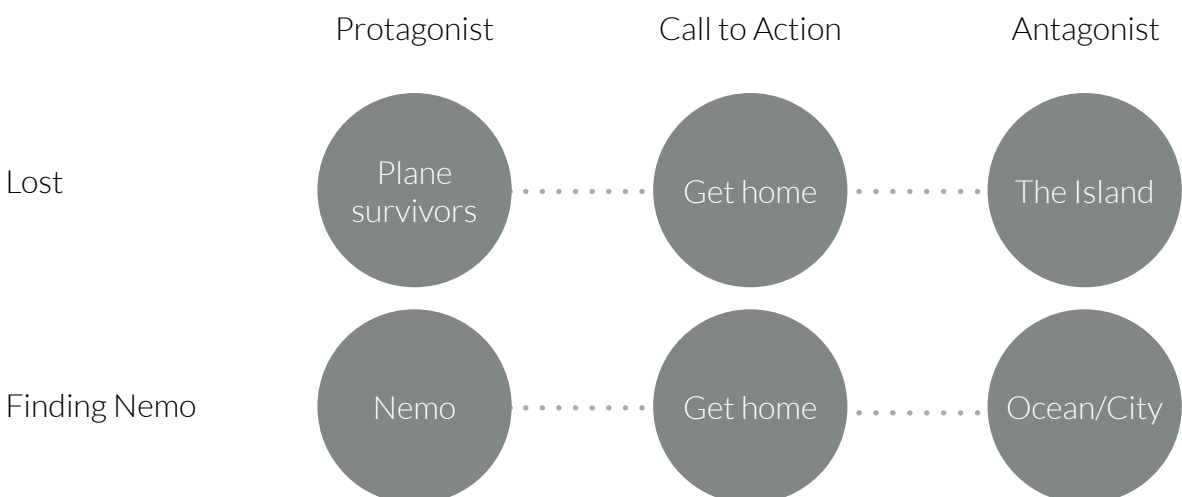 Protagonist Call to Action Antagonist
Lost
Plane
survivors
Get home
The Island
Finding Nemo
Nemo
Get home
Ocean/City